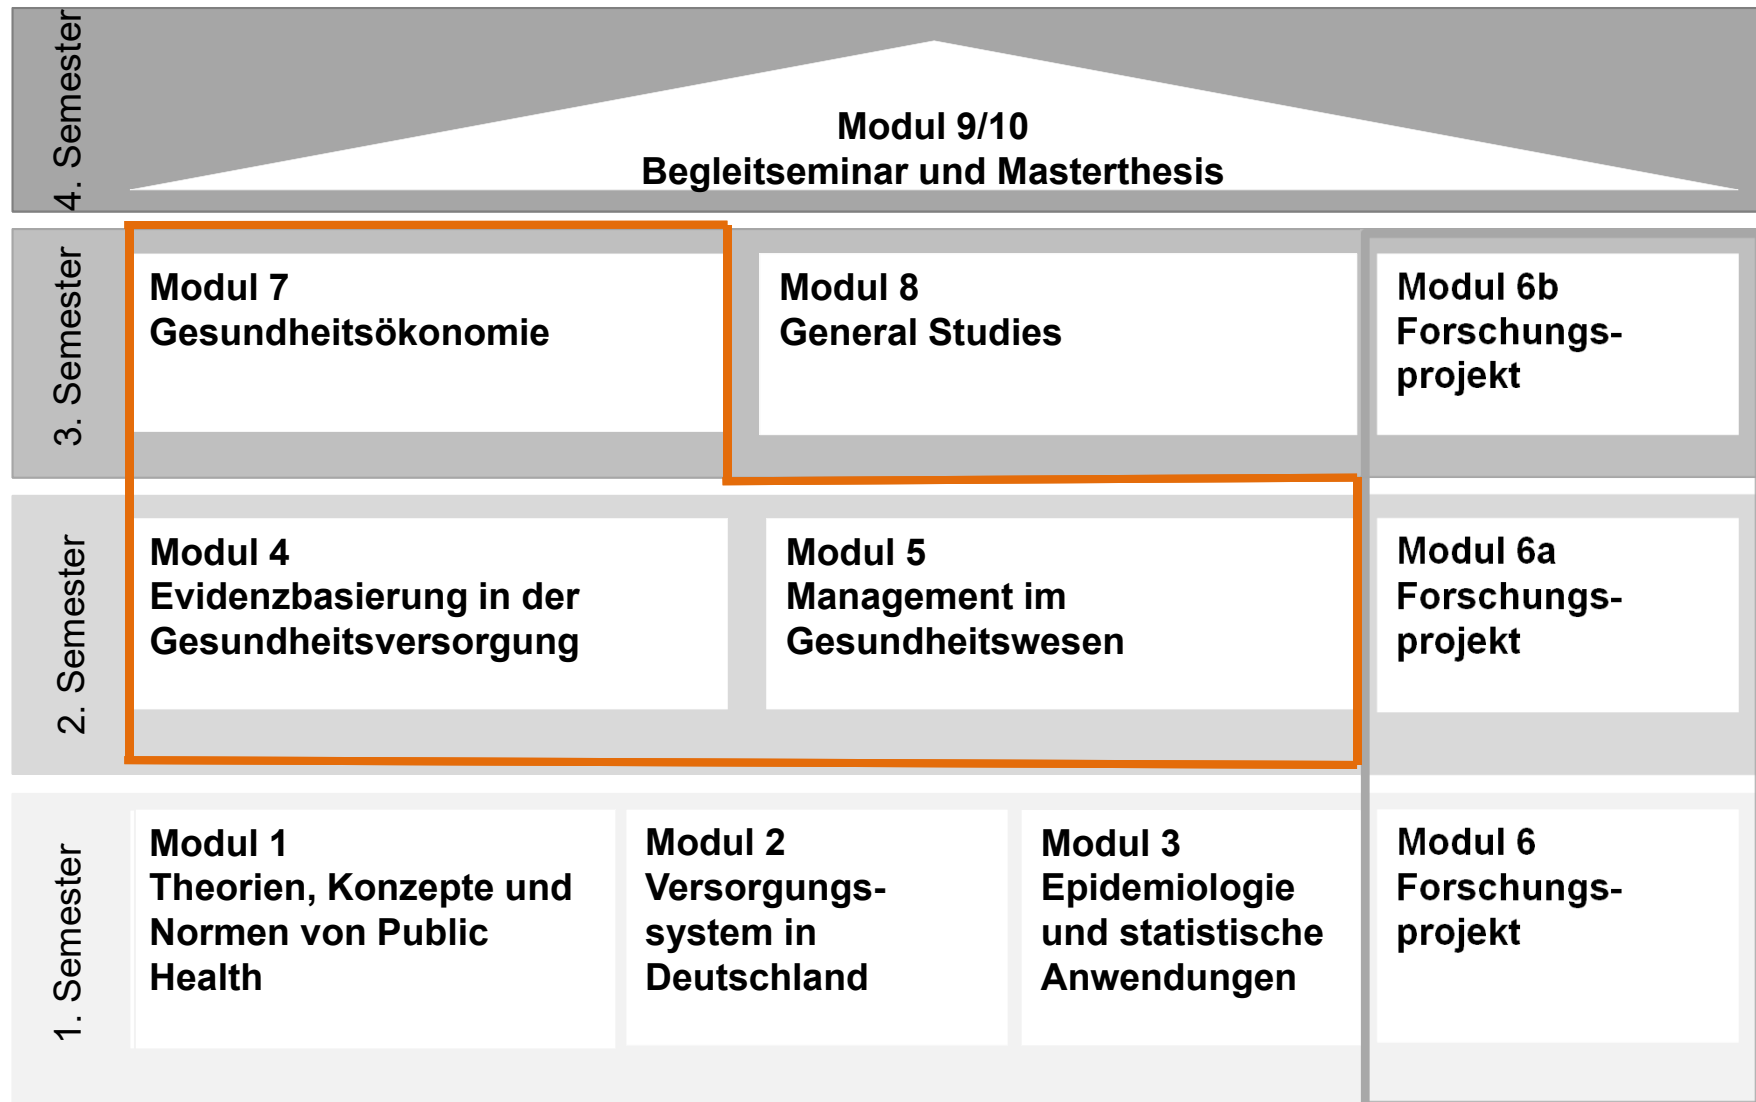 4. Semester
Modul 9/10
Begleitseminar und Masterthesis
3. Semester
Modul 7
Gesundheitsökonomie
Modul 8
General Studies
Modul 6b
Forschungs-
projekt
2. Semester
Modul 4
Evidenzbasierung in der
Gesundheitsversorgung
Modul 5
Management im
Gesundheitswesen
Modul 6a
Forschungs-
projekt
1. Semester
Modul 1
Theorien, Konzepte und
Normen von Public
Health
Modul 2
Versorgungs-
system in
Deutschland
Modul 3
Epidemiologie
und statistische
Anwendungen
Modul 6
Forschungs-
projekt